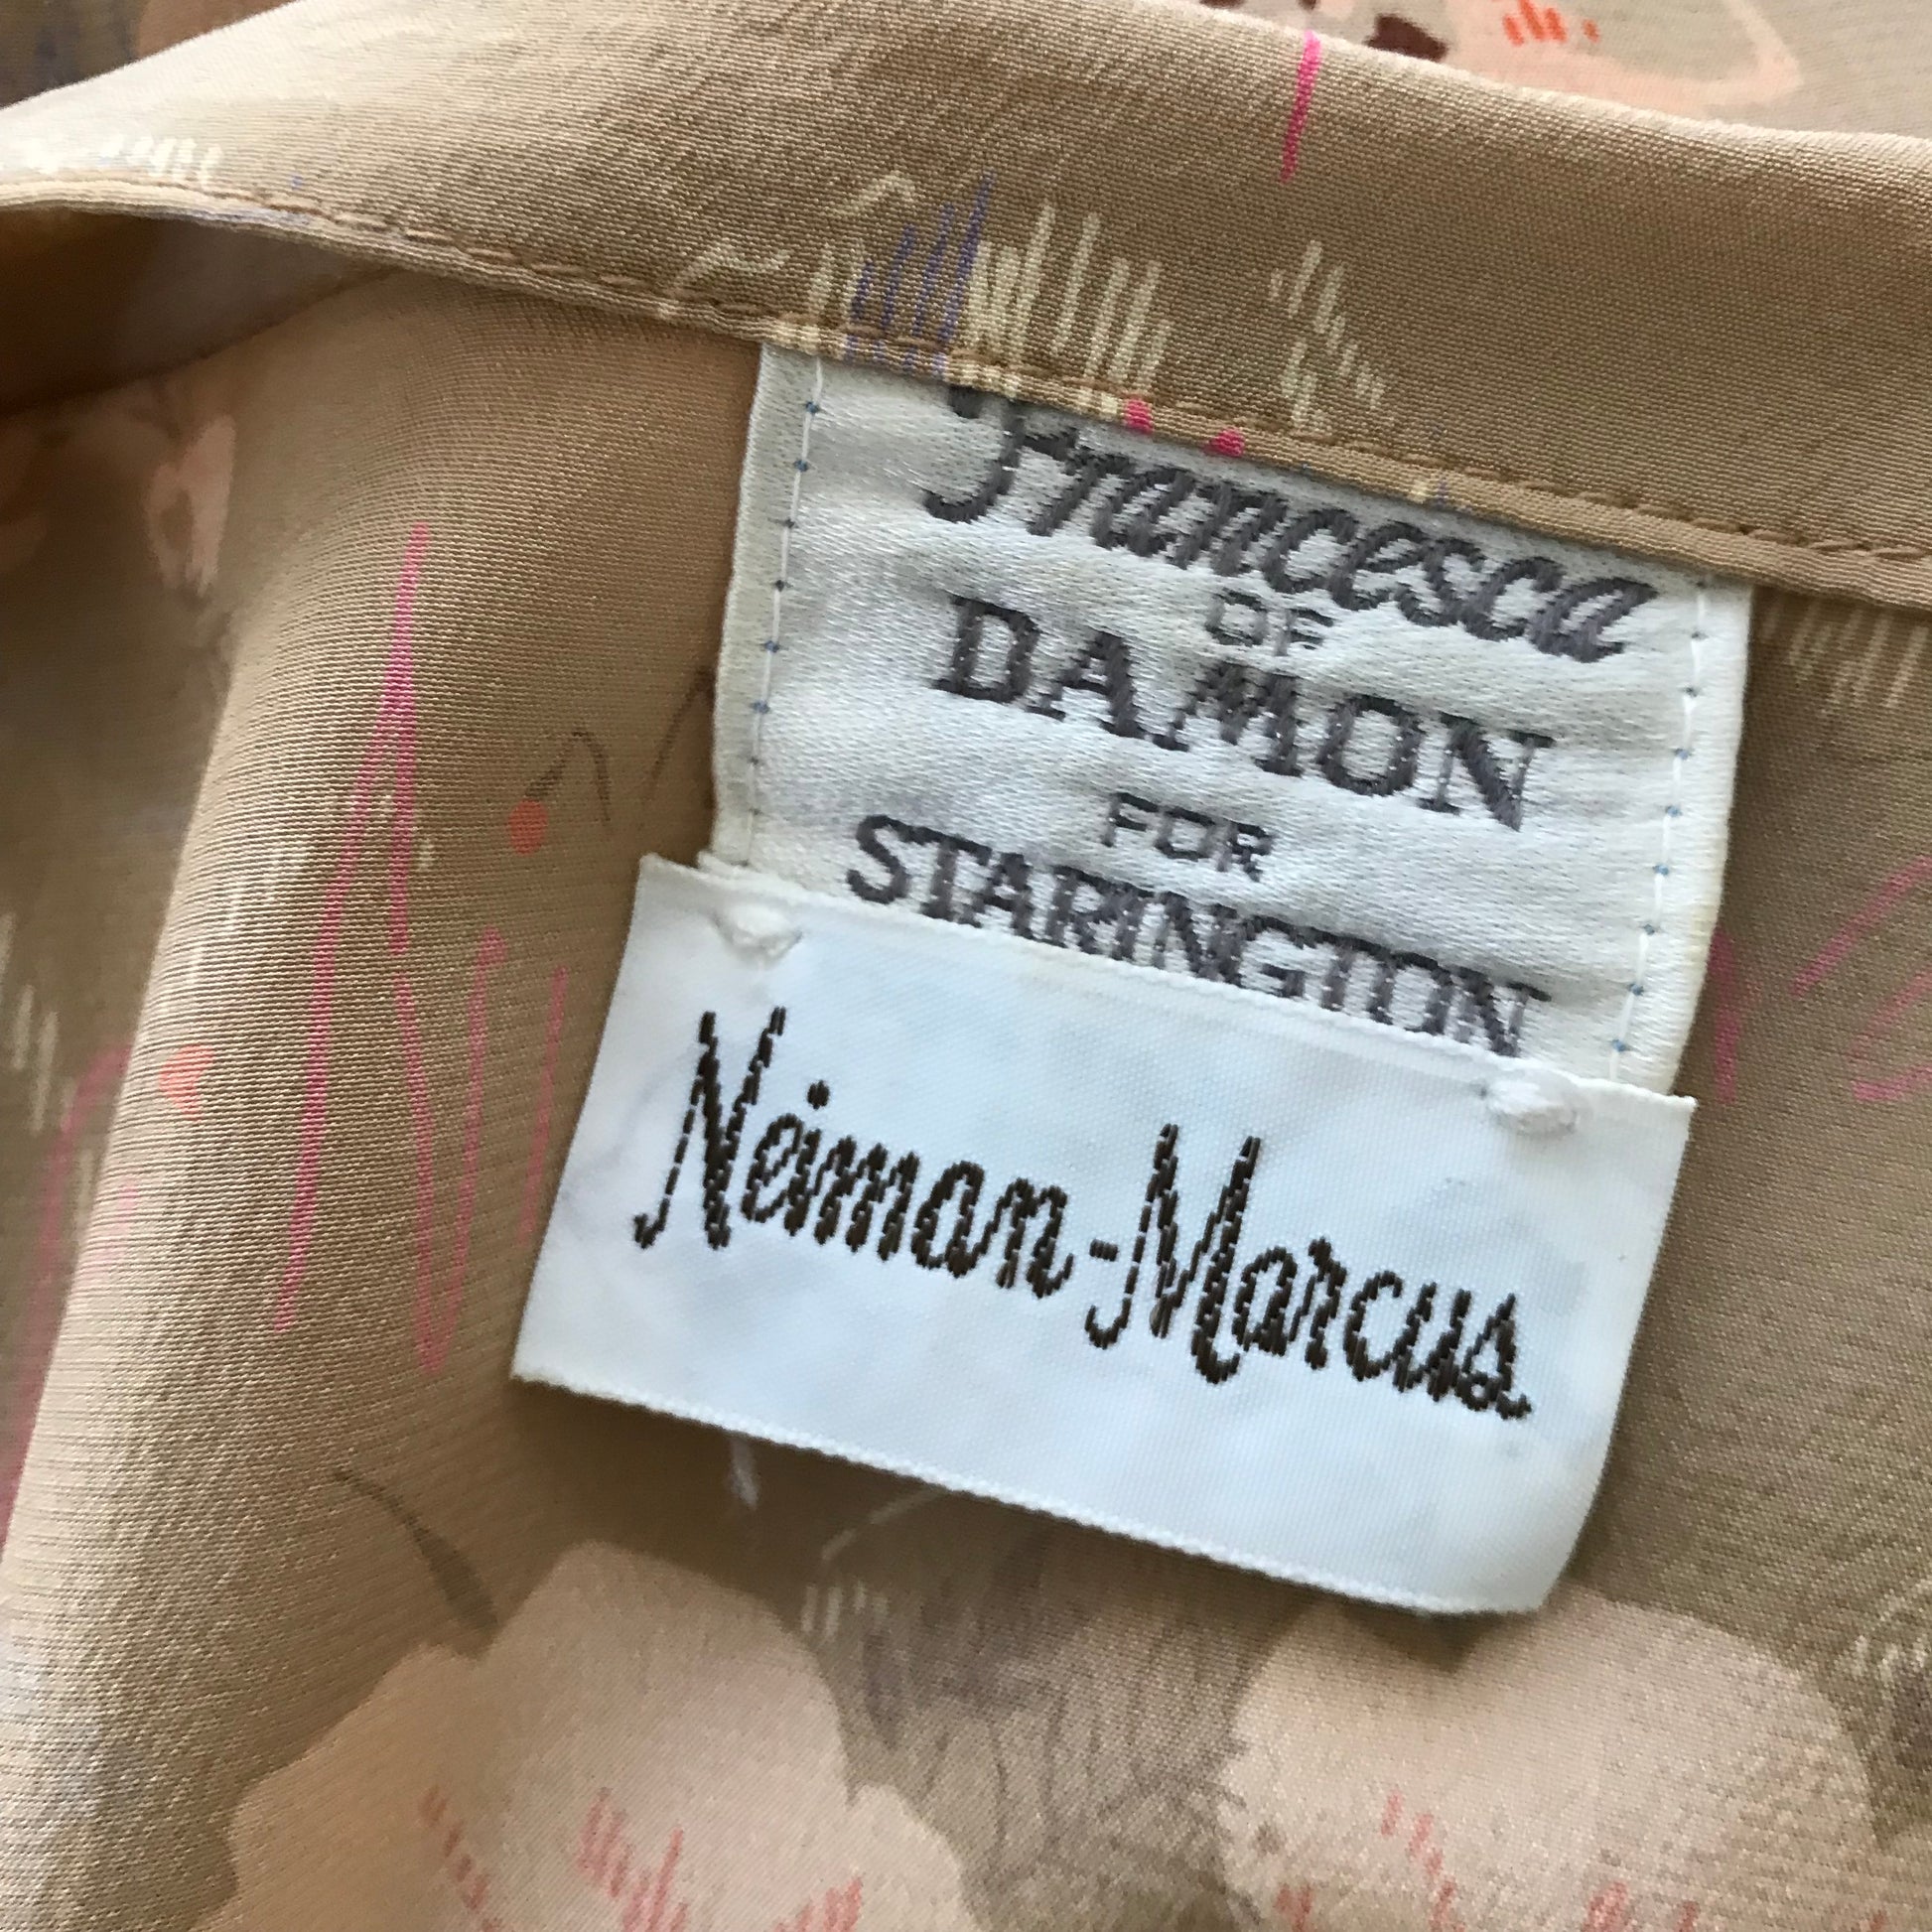 Francesca
OF
DAMON
FOR
STARINGTON
Neiman-Marcus